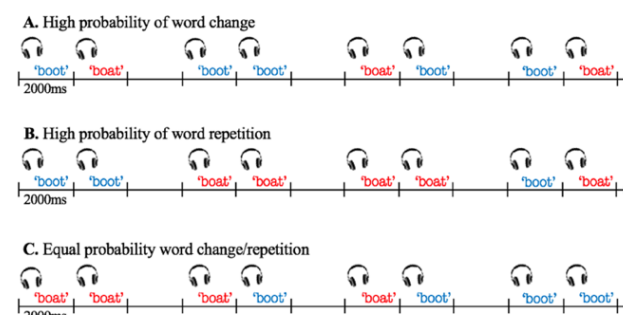 A. High probability of word change
'boot' 'boat' 'boot' 'boot' 'boat' 'boot' 'boot' 'boat'
2000ms
B. High probability of word repetition
'boot' 'boot' 'boat' 'boat' 'boat' 'boat' 'boot' 'boat'
2000ms
C. Equal probability word change/repetition
'boat' 'boat' 'boat' 'boot' 'boat' 'boot' 'boot' 'boot'
2000ms